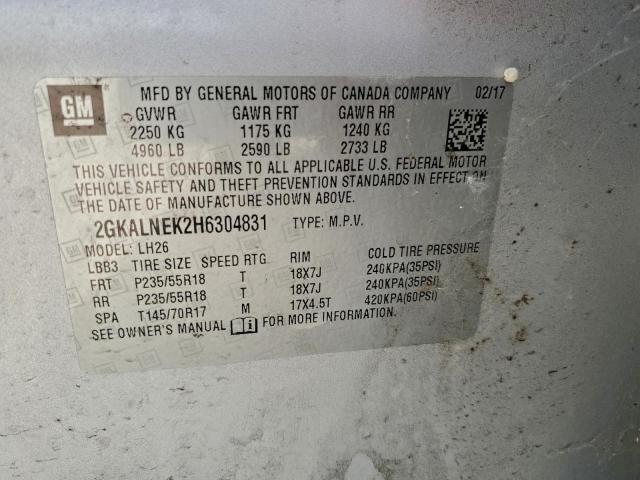 GM
MFD BY GENERAL MOTORS OF CANADA COMPANY 02/17
GVWR GAWR FRT GAWR RR
2250 KG 1175 KG 1240 KG
4960 LB 2590 LB 2733 LB
THIS VEHICLE CONFORMS TO ALL APPLICABLE U.S. FEDERAL MOTOR
VEHICLE SAFETY AND THEFT PREVENTION STANDARDS IN EFFECT ON
THE DATE OF MANUFACTURE SHOWN ABOVE.
2GKALNEK2H6304831 TYPE: M.P.V.
MODEL: LH26
LBB3 TIRE SIZE SPEED RTG RIM COLD TIRE PRESSURE
FRT P235/55R18 T 18X7J 240KPA(35PSI)
RR P235/55R18 T 18X7J 240KPA(35PSI)
SPA T145/70R17 M 17X4.5T 420KPA(60PSI)
SEE OWNER'S MANUAL FOR MORE INFORMATION.